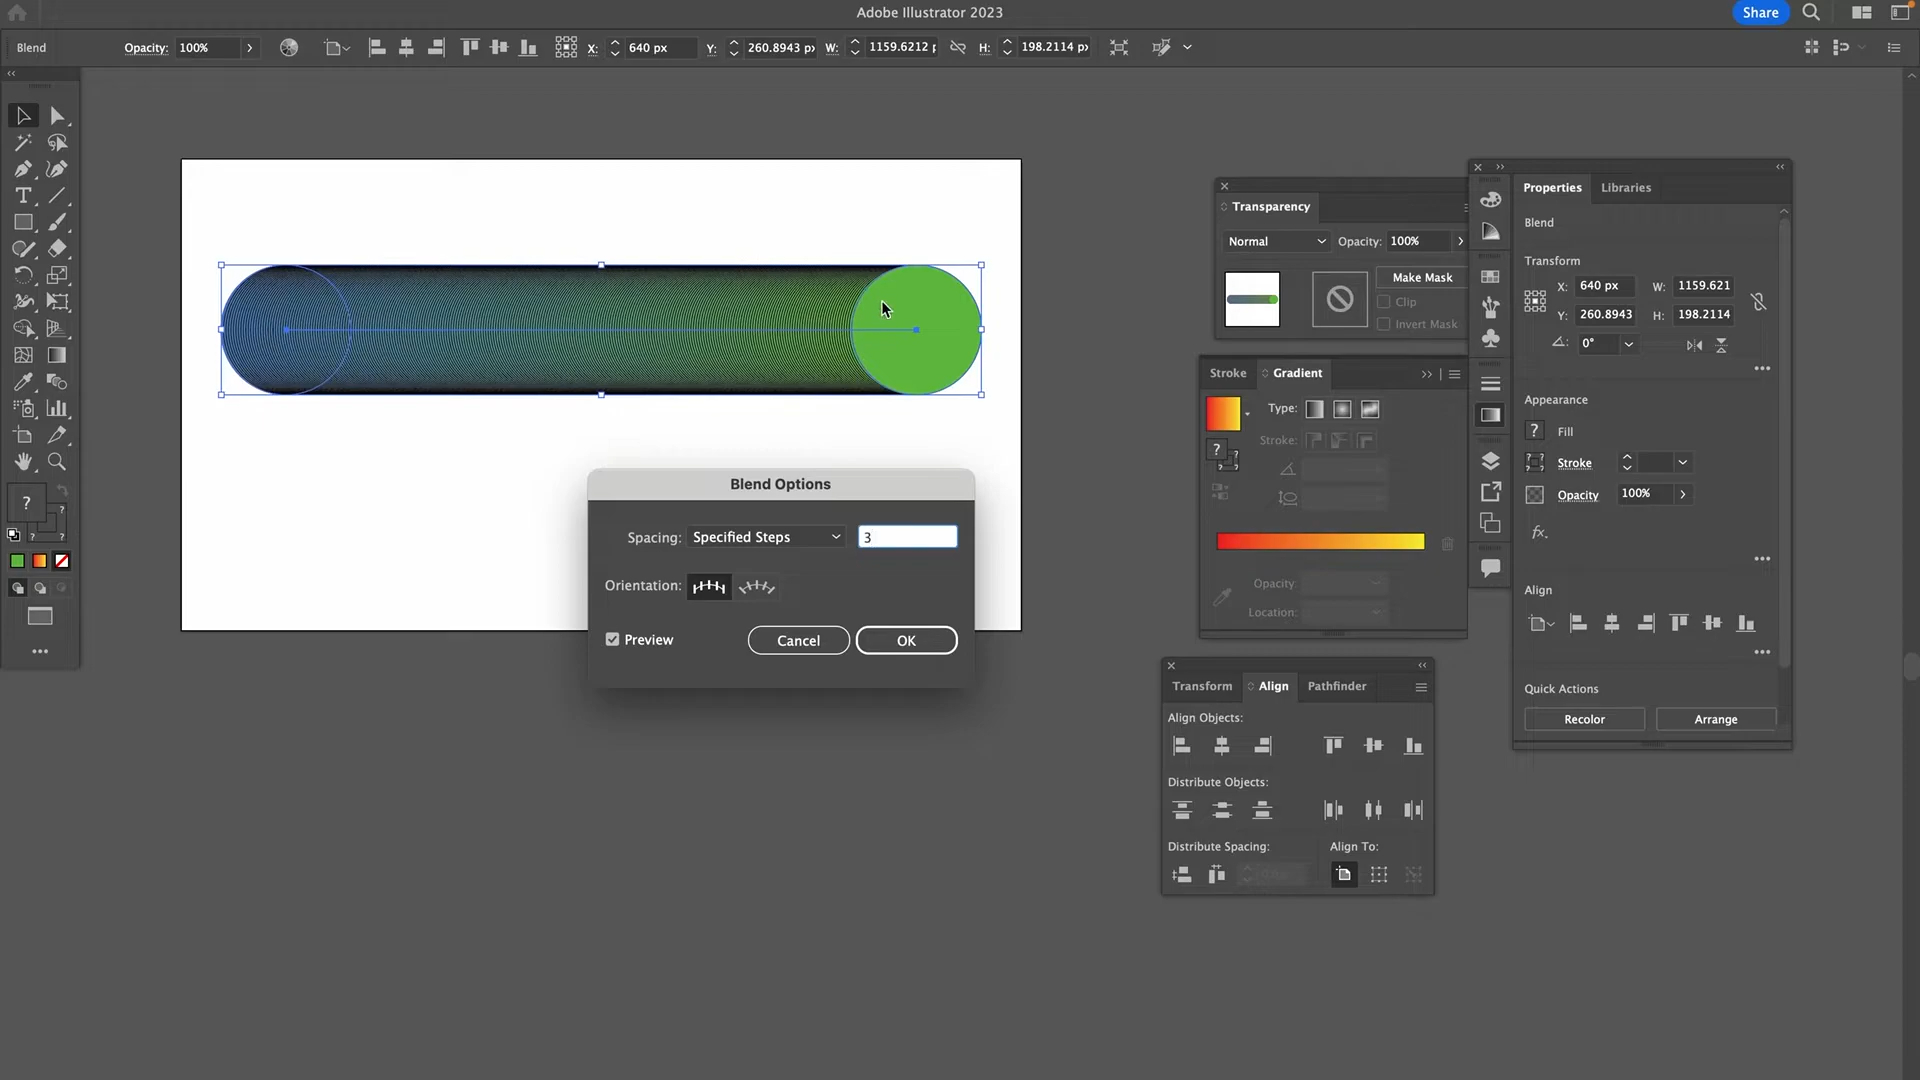 Adobe Illustrator 2023
Share
Blend
Opacity: 100%
X: 640 px
Y: 260.8943 px
W: 1159.6212 p
H: 198.2114 px
Transparency
Normal
Opacity: 100%
Make Mask
Clip
Invert Mask
Stroke
Gradient
Type:
Stroke:
Opacity:
Location:
Blend Options
Spacing: Specified Steps 3
Orientation:
Preview
Cancel
OK
Transform
Align
Pathfinder
Align Objects:
Distribute Objects:
Distribute Spacing:
Align To:
Properties
Libraries
Blend
Transform
X: 640 px
W: 1159.621
Y: 260.8943
H: 198.2114
0°
Appearance
? Fill
Stroke
Opacity 100%
fx.
Align
Quick Actions
Recolor
Arrange